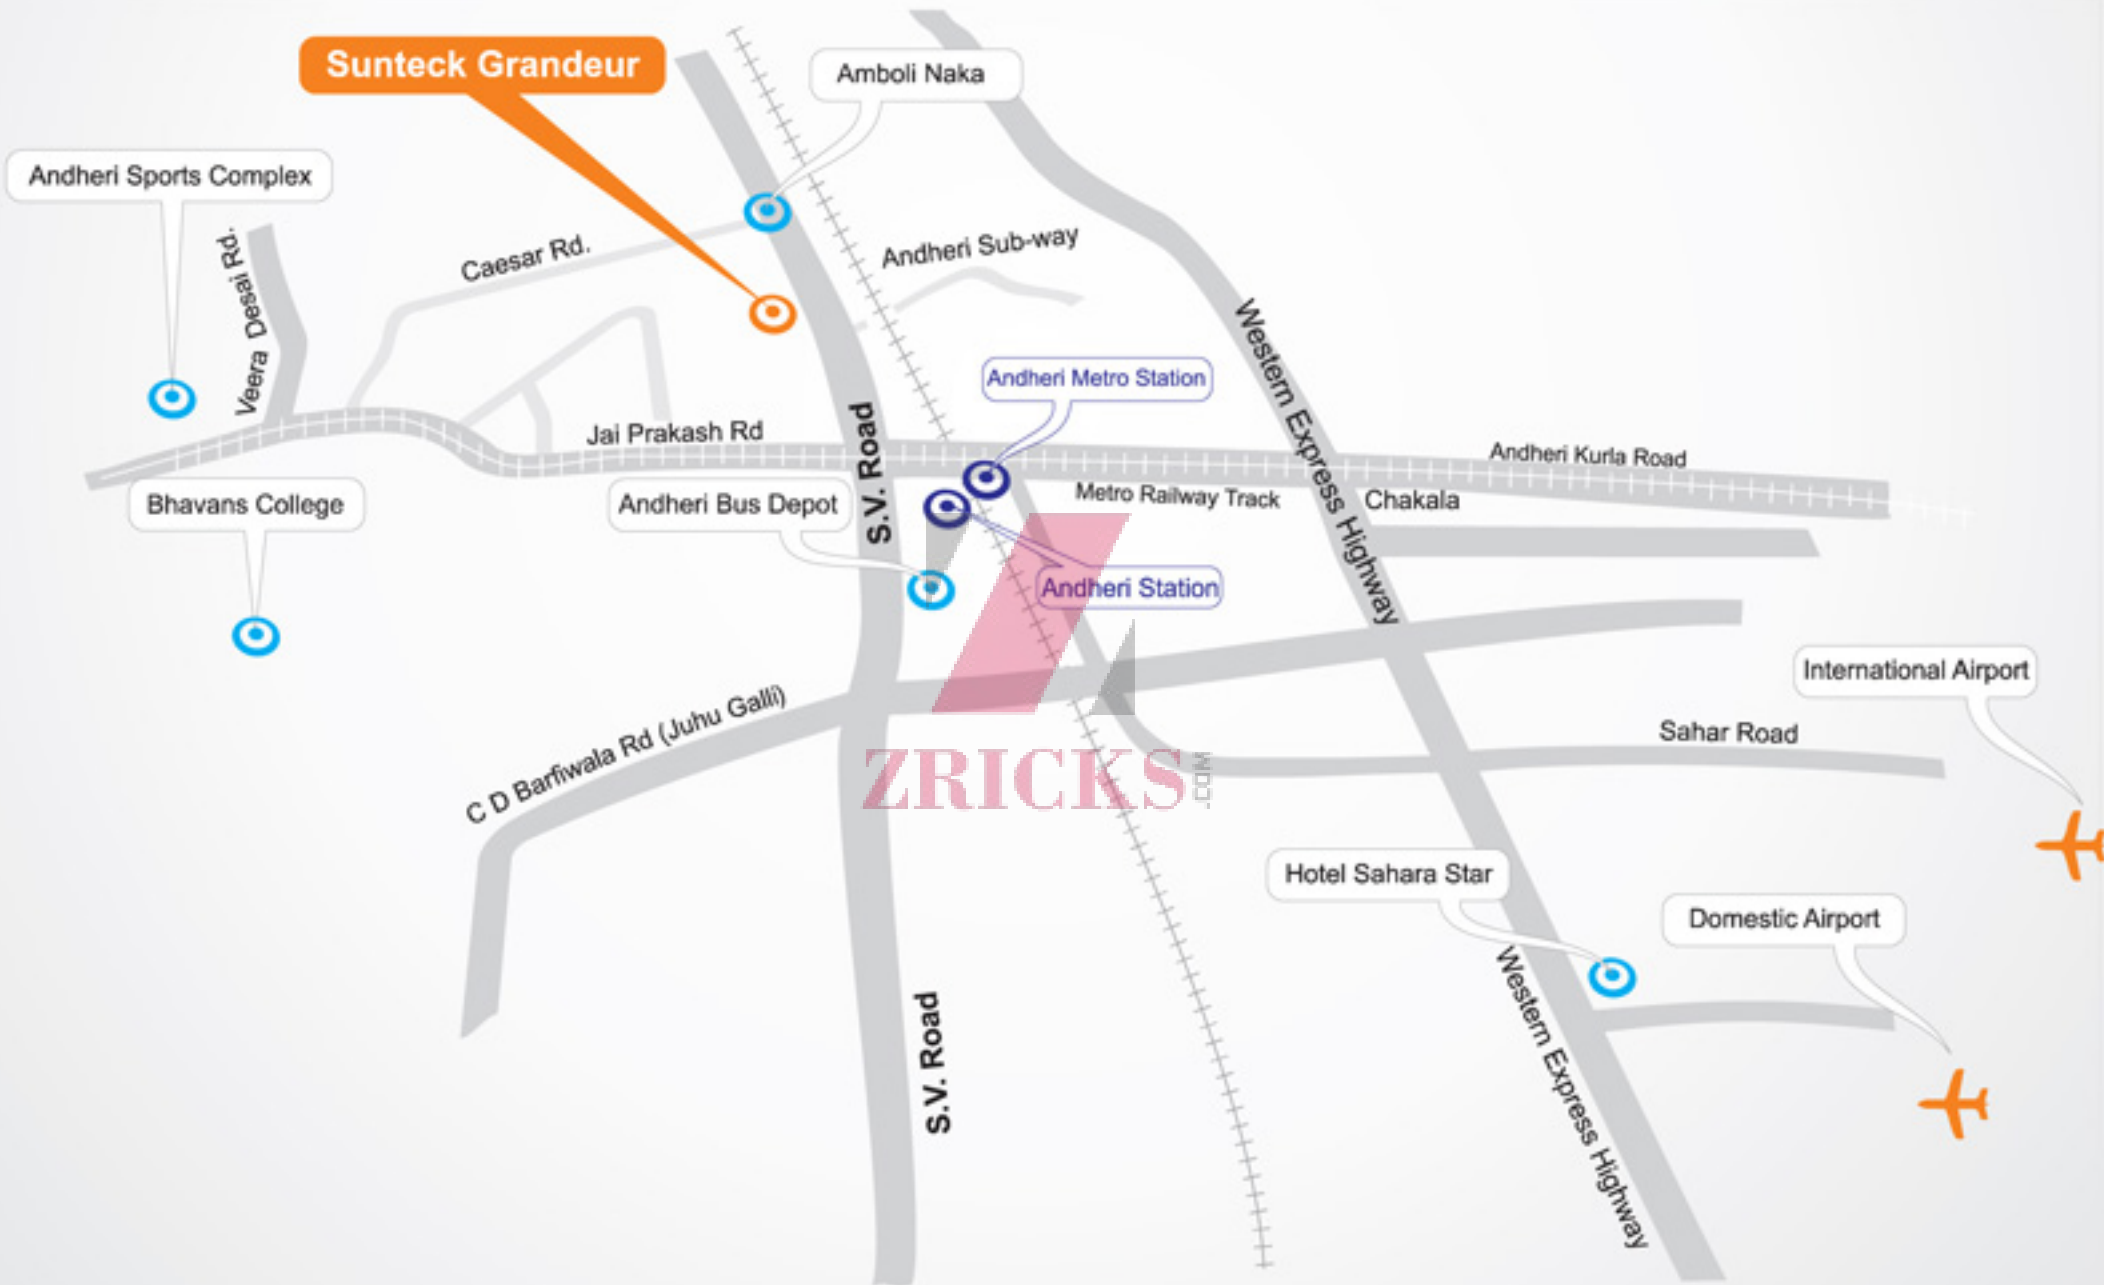 Sunteck Grandeur
Amboli Naka
Andheri Sports Complex
Veera Desai Rd.
Caesar Rd.
Andheri Sub-way
Western Express Highway
Andheri Metro Station
Jai Prakash Rd
S.V. Road
Andheri Kurla Road
Metro Railway Track
Chakala
Bhavans College
Andheri Bus Depot
Andheri Station
International Airport
C D Barfiwala Rd (Juhu Galli)
Sahar Road
ZRICKS
.COM
Hotel Sahara Star
Domestic Airport
S.V. Road
Western Express Highway